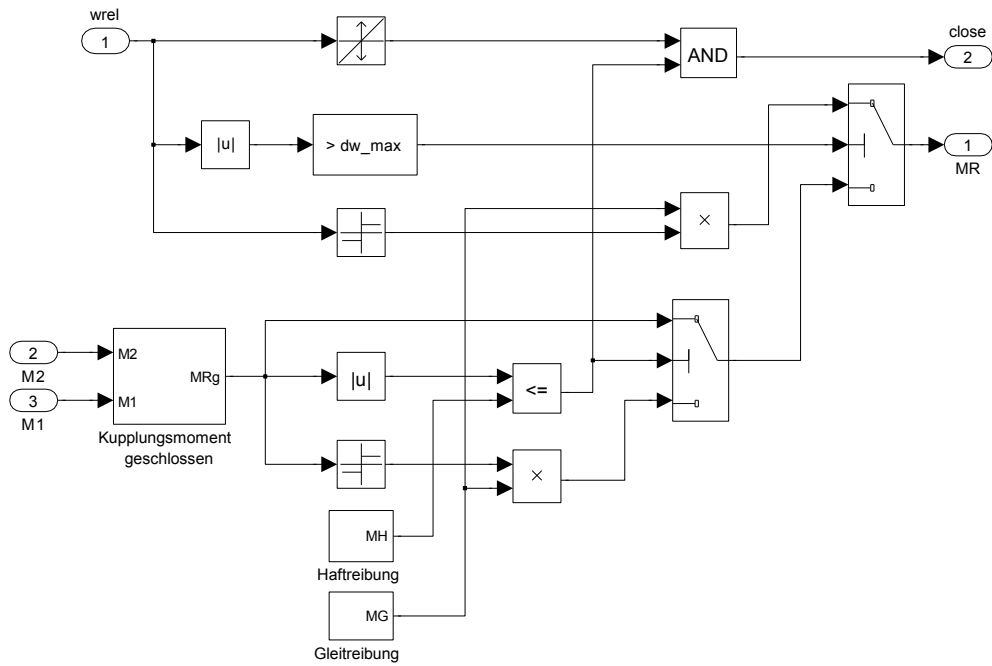 wrel
1
close
2
AND
|u|
> dw_max
1
MR
×
2
M2
3
M1
M2
M1
MRg
Kupplungsmoment
geschlossen
|u|
<=
×
MH
Haftreibung
MG
Gleitreibung